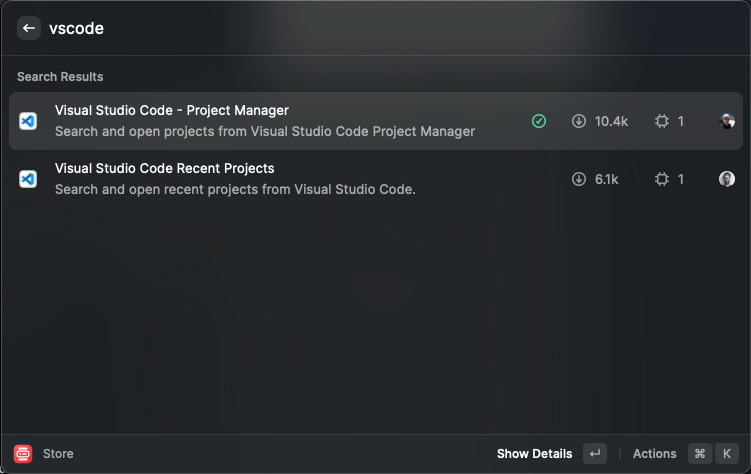 vscode
Search Results
Visual Studio Code - Project Manager
Search and open projects from Visual Studio Code Project Manager
10.4k
1
Visual Studio Code Recent Projects
Search and open recent projects from Visual Studio Code.
6.1k
1
Store
Show Details ↵ | Actions ⌘ K